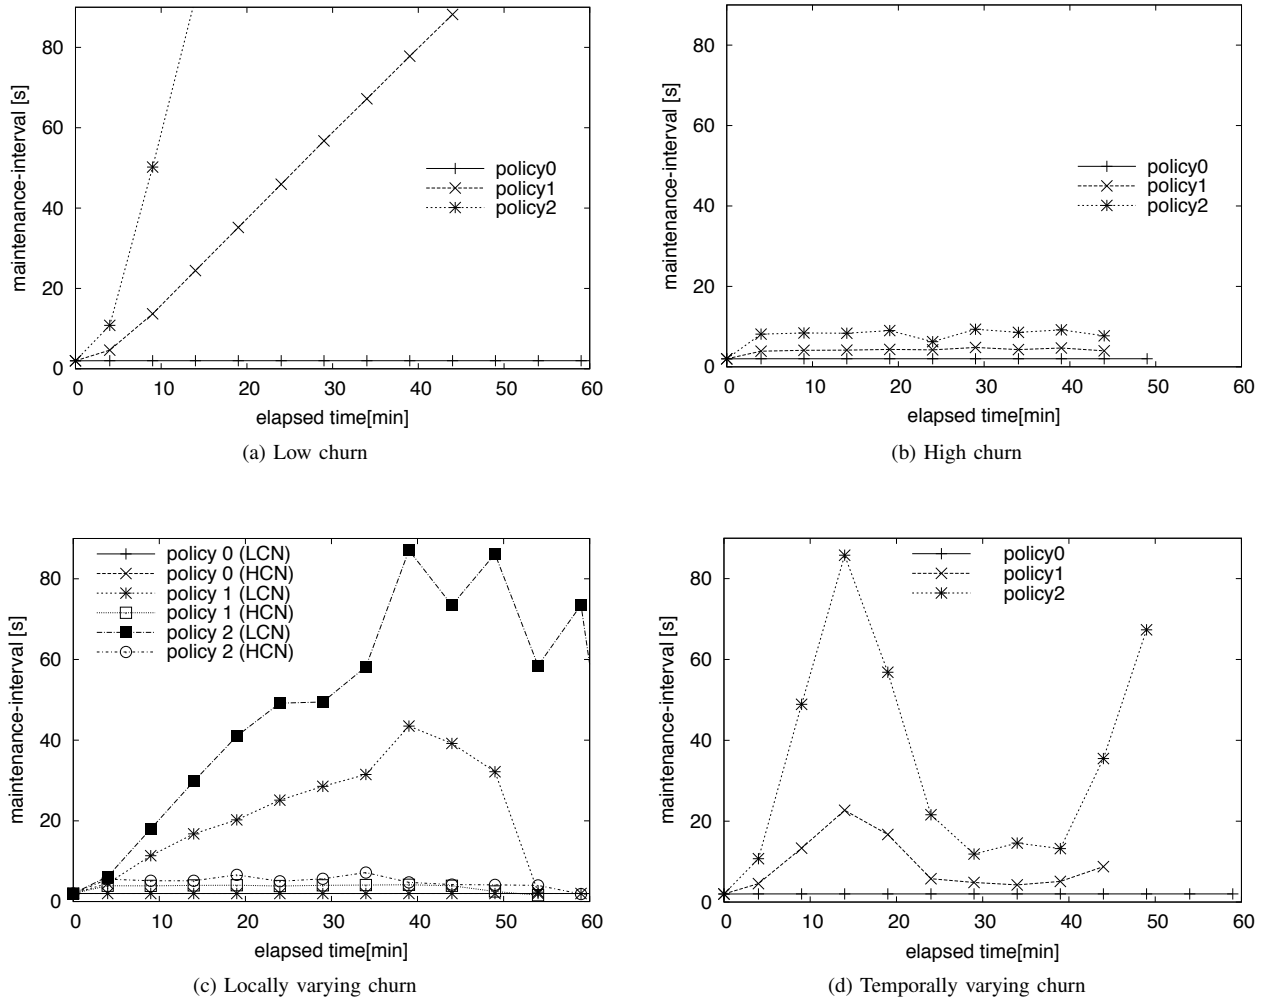 maintenance-interval [s]
80
60
40
20
0
0 10 20 30 40 50 60
elapsed time[min]
policy0
policy1
policy2
(a) Low churn
maintenance-interval [s]
80
60
40
20
0
0 10 20 30 40 50 60
elapsed time[min]
policy0
policy1
policy2
(b) High churn
maintenance-interval [s]
80
60
40
20
0
0 10 20 30 40 50 60
elapsed time[min]
policy 0 (LCN)
policy 0 (HCN)
policy 1 (LCN)
policy 1 (HCN)
policy 2 (LCN)
policy 2 (HCN)
(c) Locally varying churn
maintenance-interval [s]
80
60
40
20
0
0 10 20 30 40 50 60
elapsed time[min]
policy0
policy1
policy2
(d) Temporally varying churn